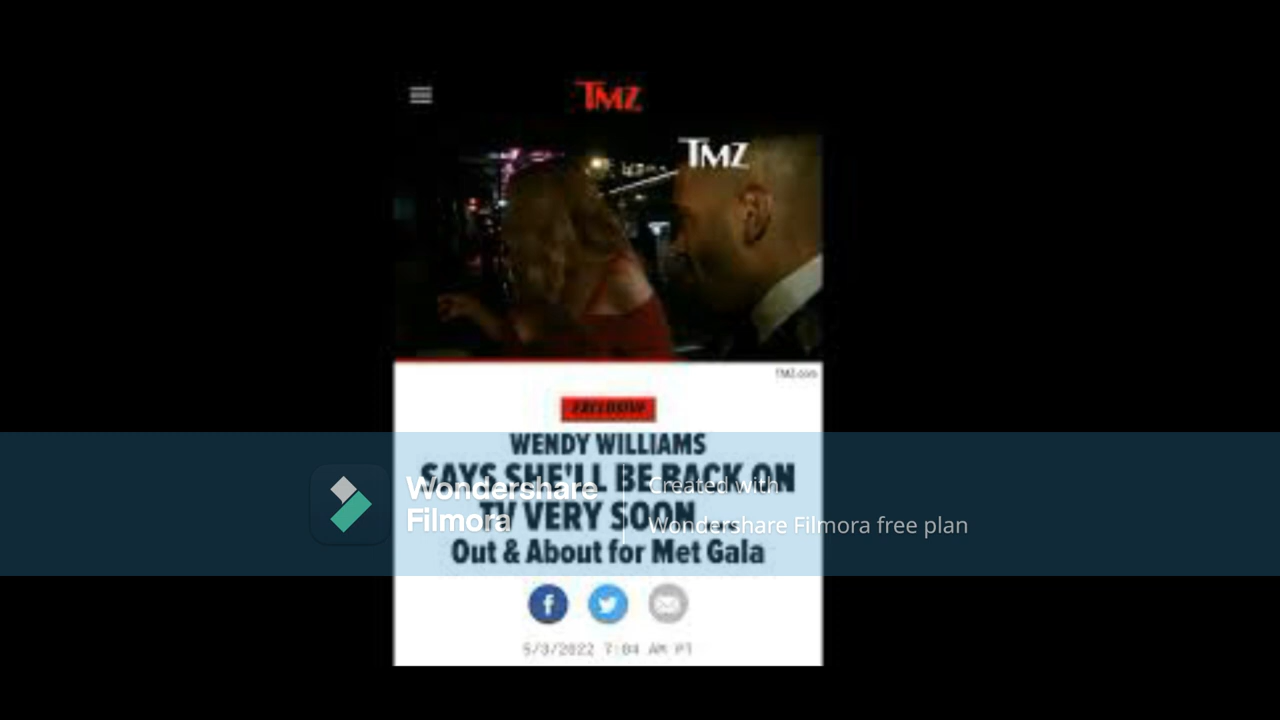 TMZ
TMZ
TMZ.com
EXCLUSIVE
WENDY WILLIAMS
SAYS SHE'LL BE BACK ON
TV VERY SOON ...
Out & About for Met Gala
Wondershare
Filmora
Created with
Wondershare Filmora free plan
f
5/3/2022 7:04 AM PT